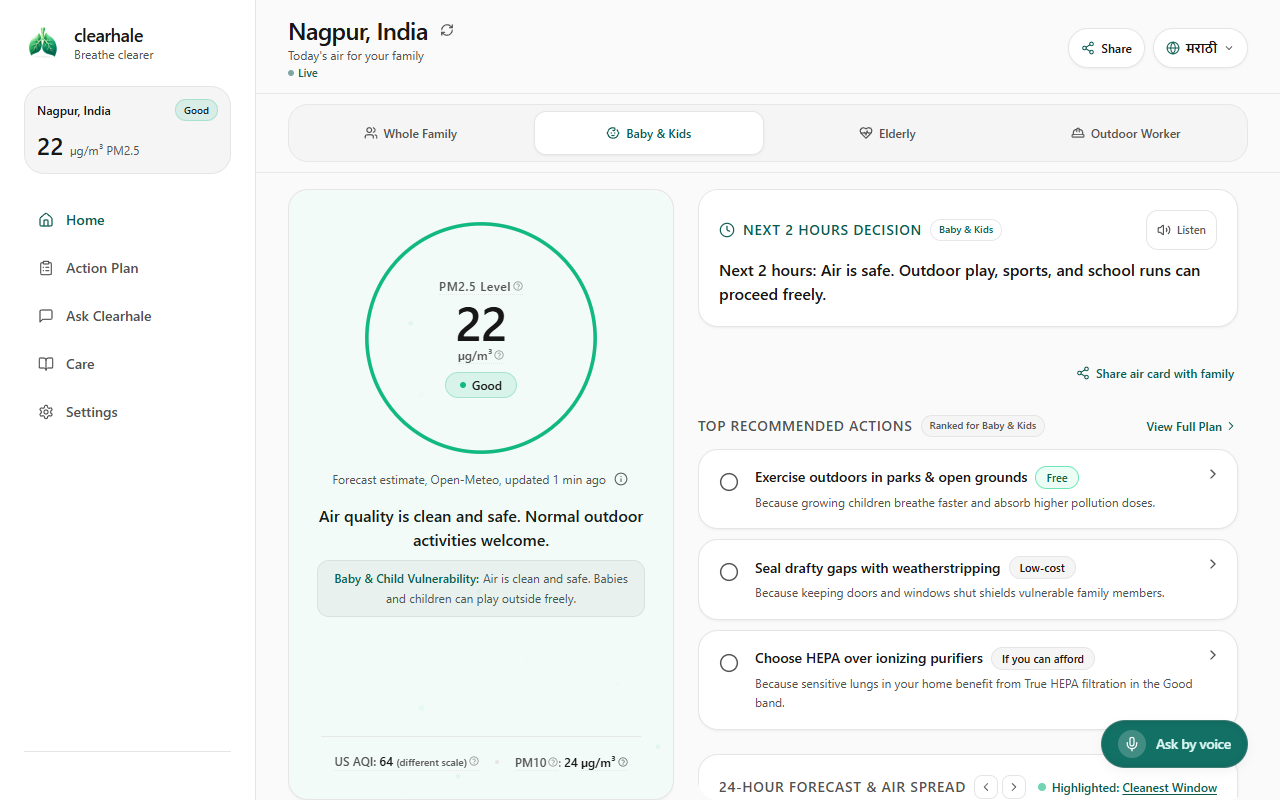 clearhale
Breathe clearer
Nagpur, India
Good
22 µg/m³ PM2.5
Home
Action Plan
Ask Clearhale
Care
Settings
Nagpur, India
Today's air for your family
Live
Share
मराठी
Whole Family
Baby & Kids
Elderly
Outdoor Worker
PM2.5 Level
22
µg/m³
Good
Forecast estimate, Open-Meteo, updated 1 min ago
Air quality is clean and safe. Normal outdoor
activities welcome.
Baby & Child Vulnerability: Air is clean and safe. Babies
and children can play outside freely.
US AQI: 64 (different scale) • PM10: 24 µg/m³
NEXT 2 HOURS DECISION
Baby & Kids
Listen
Next 2 hours: Air is safe. Outdoor play, sports, and school runs can
proceed freely.
Share air card with family
TOP RECOMMENDED ACTIONS
Ranked for Baby & Kids
View Full Plan
Exercise outdoors in parks & open grounds
Free
Because growing children breathe faster and absorb higher pollution doses.
Seal drafty gaps with weatherstripping
Low-cost
Because keeping doors and windows shut shields vulnerable family members.
Choose HEPA over ionizing purifiers
If you can afford
Because sensitive lungs in your home benefit from True HEPA filtration in the Good
band.
Ask by voice
24-HOUR FORECAST & AIR SPREAD
Highlighted: Cleanest Window